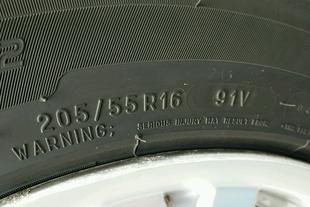 205/55R16 91V
WARNING: SERIOUS INJURY MAY RESULT FROM: